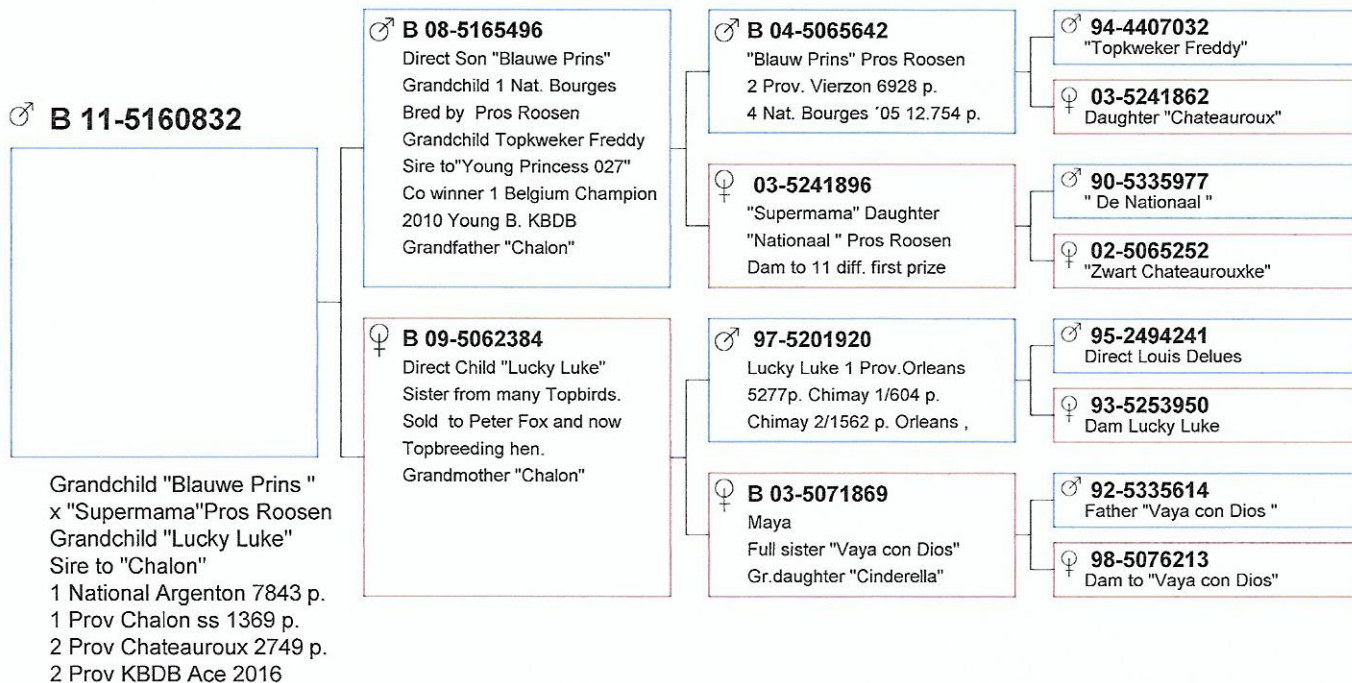 ♂ B 11-5160832
Grandchild "Blauwe Prins "
x "Supermama"Pros Roosen
Grandchild "Lucky Luke"
Sire to "Chalon"
1 National Argenton 7843 p.
1 Prov Chalon ss 1369 p.
2 Prov Chateauroux 2749 p.
2 Prov KBDB Ace 2016
♂ B 08-5165496
Direct Son "Blauwe Prins"
Grandchild 1 Nat. Bourges
Bred by Pros Roosen
Grandchild Topkweker Freddy
Sire to"Young Princess 027"
Co winner 1 Belgium Champion
2010 Young B. KBDB
Grandfather "Chalon"
♀ B 09-5062384
Direct Child "Lucky Luke"
Sister from many Topbirds.
Sold to Peter Fox and now
Topbreeding hen.
Grandmother "Chalon"
♂ B 04-5065642
"Blauw Prins" Pros Roosen
2 Prov. Vierzon 6928 p.
4 Nat. Bourges ´05 12.754 p.
♀ 03-5241896
"Supermama" Daughter
"Nationaal " Pros Roosen
Dam to 11 diff. first prize
♂ 97-5201920
Lucky Luke 1 Prov.Orleans
5277p. Chimay 1/604 p.
Chimay 2/1562 p. Orleans ,
♀ B 03-5071869
Maya
Full sister "Vaya con Dios"
Gr.daughter "Cinderella"
♂ 94-4407032
"Topkweker Freddy"
♀ 03-5241862
Daughter "Chateauroux"
♂ 90-5335977
" De Nationaal "
♀ 02-5065252
"Zwart Chateaurouxke"
♂ 95-2494241
Direct Louis Delues
♀ 93-5253950
Dam Lucky Luke
♂ 92-5335614
Father "Vaya con Dios "
♀ 98-5076213
Dam to "Vaya con Dios"